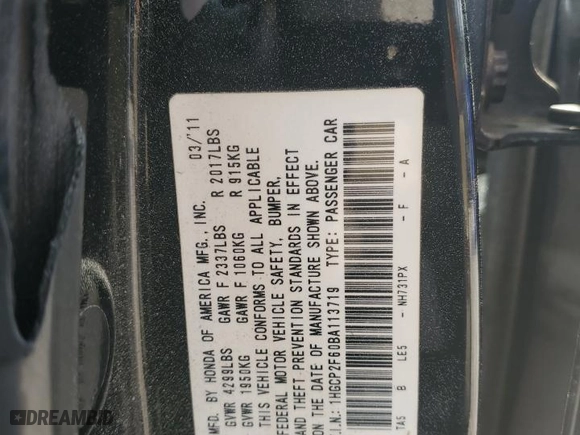 MFD. BY HONDA OF AMERICA MFG., INC. 03/'11
GVWR 4299LBS GAWR F 2337LBS R 2017LBS
GVWR 1950KG GAWR F 1060KG R 915KG
THIS VEHICLE CONFORMS TO ALL APPLICABLE
FEDERAL MOTOR VEHICLE SAFETY, BUMPER,
AND THEFT PREVENTION STANDARDS IN EFFECT
ON THE DATE OF MANUFACTURE SHOWN ABOVE.
V.I.N.: 1HGCP2F60BA113719 TYPE: PASSENGER CAR
TA5 B LE5 - NH731PX - F - A
DREAMBID